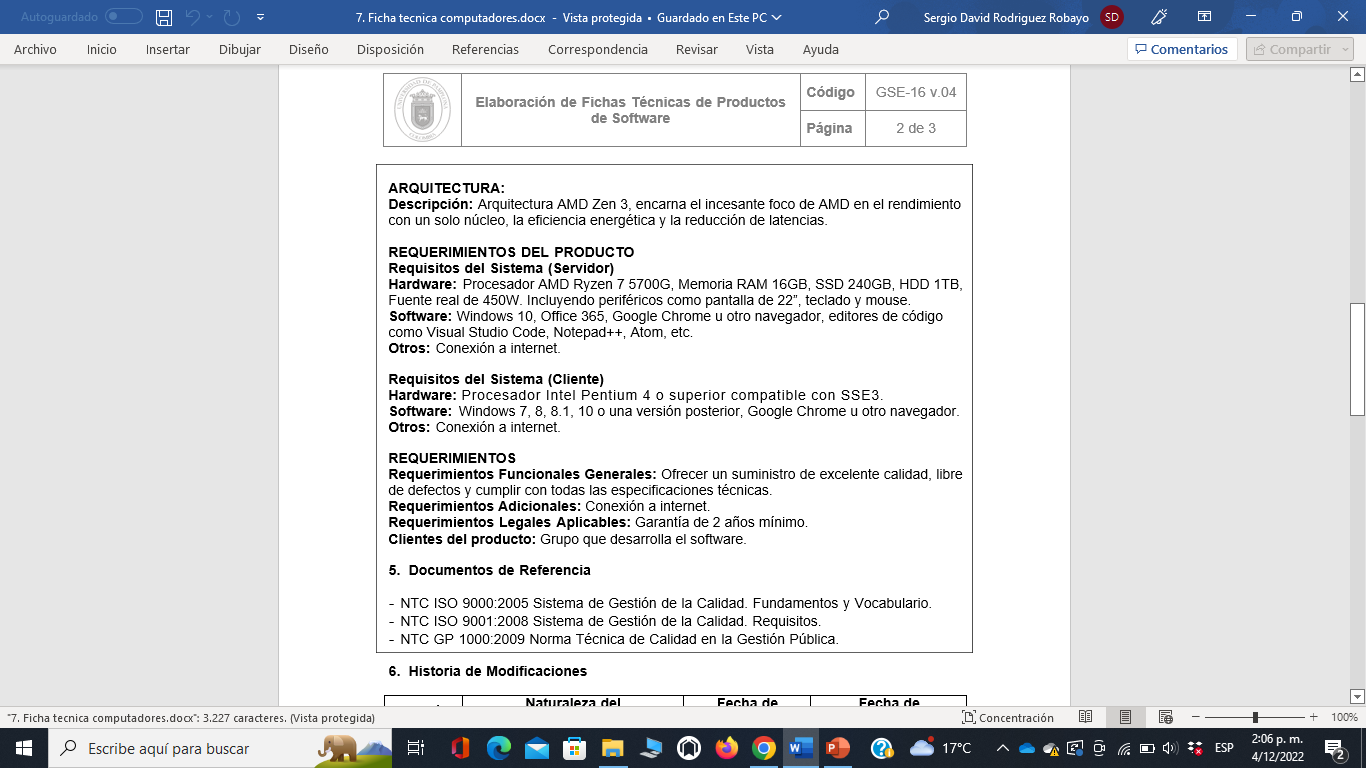 Autoguardado
7. Ficha tecnica computadores.docx - Vista protegida • Guardado en Este PC
Sergio David Rodriguez Robayo
SD
Archivo Inicio Insertar Dibujar Diseño Disposición Referencias Correspondencia Revisar Vista Ayuda
Comentarios
Compartir
Elaboración de Fichas Técnicas de Productos
de Software
Código GSE-16 v.04
Página 2 de 3
ARQUITECTURA:
Descripción: Arquitectura AMD Zen 3, encarna el incesante foco de AMD en el rendimiento
con un solo núcleo, la eficiencia energética y la reducción de latencias.
REQUERIMIENTOS DEL PRODUCTO
Requisitos del Sistema (Servidor)
Hardware: Procesador AMD Ryzen 7 5700G, Memoria RAM 16GB, SSD 240GB, HDD 1TB,
Fuente real de 450W. Incluyendo periféricos como pantalla de 22”, teclado y mouse.
Software: Windows 10, Office 365, Google Chrome u otro navegador, editores de código
como Visual Studio Code, Notepad++, Atom, etc.
Otros: Conexión a internet.
Requisitos del Sistema (Cliente)
Hardware: Procesador Intel Pentium 4 o superior compatible con SSE3.
Software: Windows 7, 8, 8.1, 10 o una versión posterior, Google Chrome u otro navegador.
Otros: Conexión a internet.
REQUERIMIENTOS
Requerimientos Funcionales Generales: Ofrecer un suministro de excelente calidad, libre
de defectos y cumplir con todas las especificaciones técnicas.
Requerimientos Adicionales: Conexión a internet.
Requerimientos Legales Aplicables: Garantía de 2 años mínimo.
Clientes del producto: Grupo que desarrolla el software.
5. Documentos de Referencia
- NTC ISO 9000:2005 Sistema de Gestión de la Calidad. Fundamentos y Vocabulario.
- NTC ISO 9001:2008 Sistema de Gestión de la Calidad. Requisitos.
- NTC GP 1000:2009 Norma Técnica de Calidad en la Gestión Pública.
6. Historia de Modificaciones
Naturaleza del Fecha de Fecha de
"7. Ficha tecnica computadores.docx": 3.227 caracteres. (Vista protegida)
Concentración
100%
Escribe aquí para buscar
17°C
ESP
2:06 p. m.
4/12/2022
2